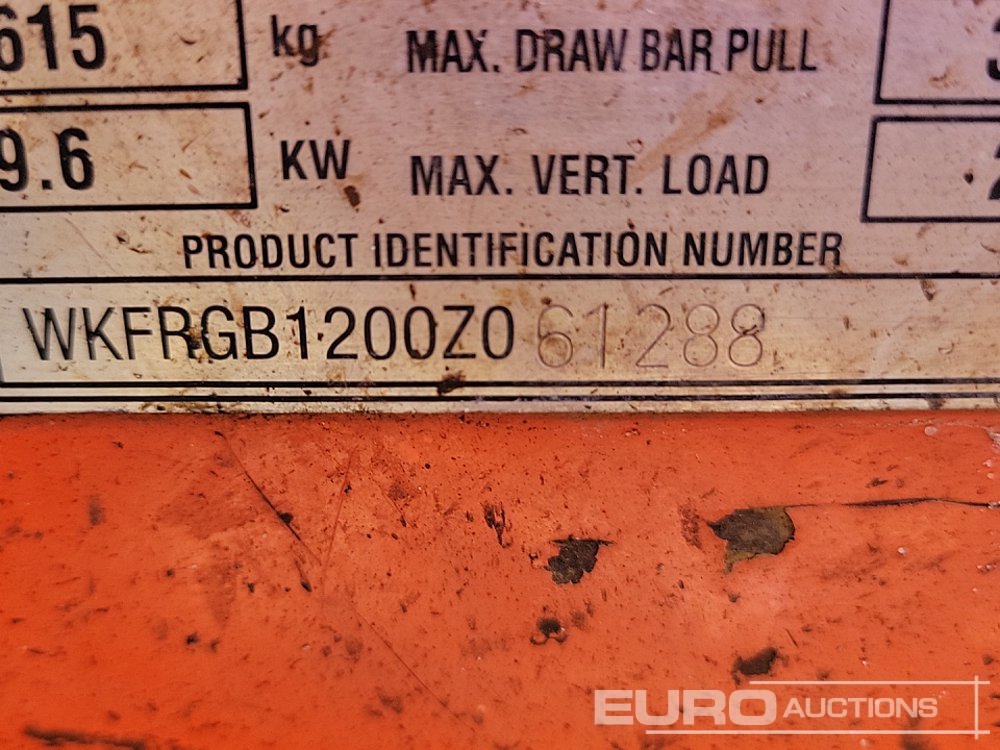 615 kg MAX. DRAW BAR PULL
9.6 KW MAX. VERT. LOAD
PRODUCT IDENTIFICATION NUMBER
WKFRGB1200Z061288
EURO AUCTIONS